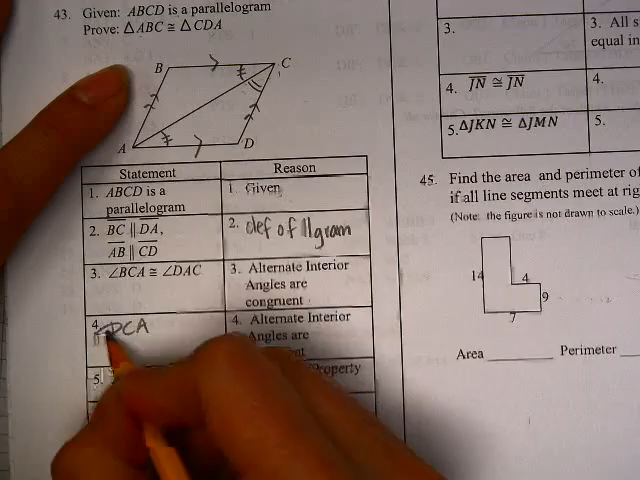 43. Given: ABCD is a parallelogram
Prove: △ABC ≅ △CDA
B
C
A
D
Statement
Reason
1. ABCD is a
parallelogram
1. Given
2. BC || DA,
AB || CD
2. def of ||gram
3. ∠BCA ≅ ∠DAC
3. Alternate Interior
Angles are
congruent
4. ∠DCA
4. Alternate Interior
Angles are
5.
Property
3.
3. All s
equal in
4. JN ≅ JN
4.
5. ΔJKN ≅ ΔJMN
5.
45. Find the area and perimeter of
if all line segments meet at rig
(Note: the figure is not drawn to scale.)
14
4
9
7
Area ________ Perimeter